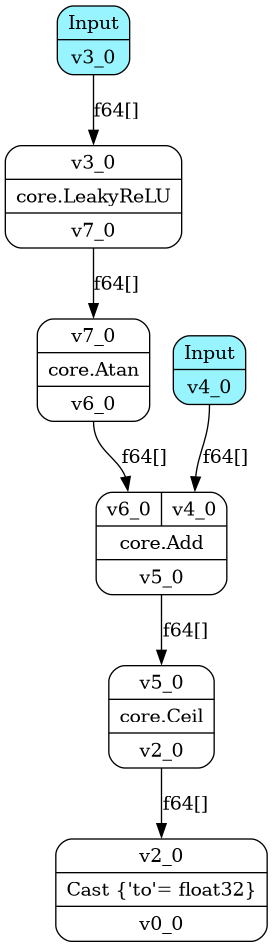 Input
v3_0
f64[]
v3_0
core.LeakyReLU
v7_0
f64[]
v7_0
core.Atan
v6_0
Input
v4_0
f64[]
f64[]
v6_0 v4_0
core.Add
v5_0
f64[]
v5_0
core.Ceil
v2_0
f64[]
v2_0
Cast {'to'= float32}
v0_0